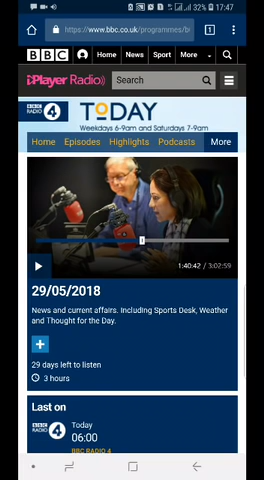 32% 17:47
https://www.bbc.co.uk/programmes/b
1
BBC Home News Sport More
iPlayer Radio Search
BBC RADIO 4 TODAY
Weekdays 6-9am and Saturdays 7-9am
Home Episodes Highlights Podcasts More
1:40:42 / 3:02:59
29/05/2018
News and current affairs. Including Sports Desk, Weather
and Thought for the Day.
29 days left to listen
3 hours
Last on
BBC RADIO 4 Today
06:00
BBC RADIO 4